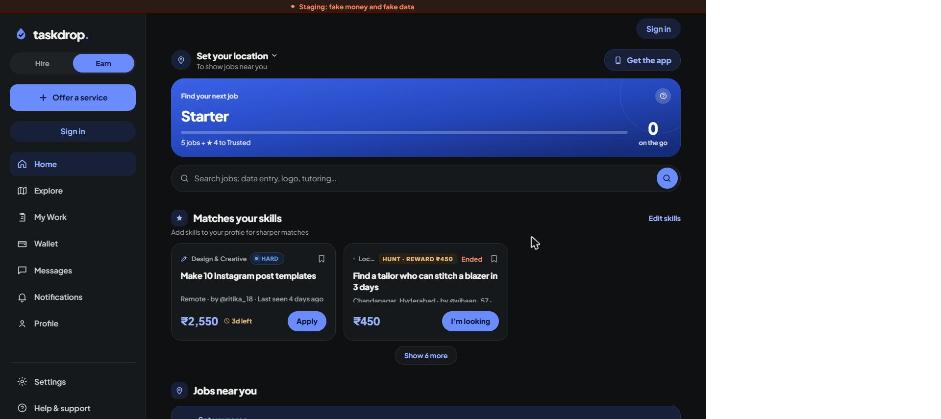 Staging: fake money and fake data
taskdrop.
Hire
Earn
Offer a service
Sign in
Home
Explore
My Work
Wallet
Messages
Notifications
Profile
Settings
Help & support
Sign in
Set your location
To show jobs near you
Get the app
Find your next job
Starter
0
on the go
5 jobs + ★ 4 to Trusted
Search jobs: data entry, logo, tutoring...
Matches your skills
Edit skills
Add skills to your profile for sharper matches
Design & Creative HARD
Make 10 Instagram post templates
Remote · by @ritika_18 · Last seen 4 days ago
₹2,550 3d left Apply
Loc... HUNT · REWARD ₹450 Ended
Find a tailor who can stitch a blazer in
3 days
Chandanagar, Hyderabad · by
₹450 I'm looking
Show 6 more
Jobs near you